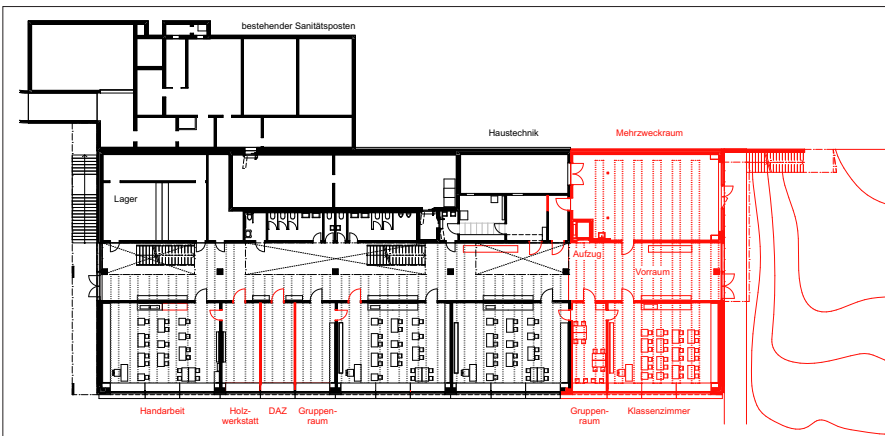 bestehender Sanitätsposten
Haustechnik
Mehrzweckraum
Lager
Aufzug
Vorraum
Handarbeit
Holz-
werkstatt
DAZ
Gruppen-
raum
Gruppen-
raum
Klassenzimmer